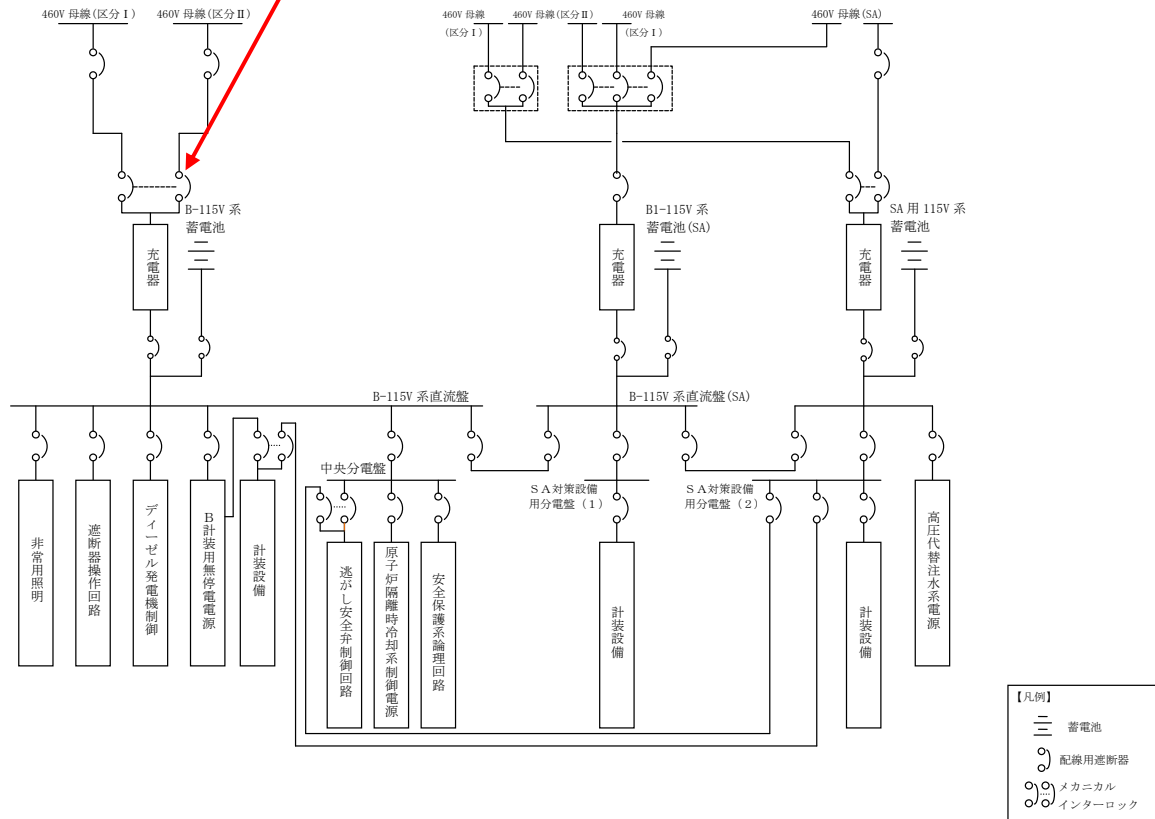 460V 母線(区分Ⅰ)
460V 母線(区分Ⅱ)
460V 母線
(区分Ⅰ)
460V 母線(区分Ⅱ)
460V 母線
(区分Ⅰ)
460V 母線(SA)
B-115V 系
蓄電池
充電器
B1-115V 系
蓄電池(SA)
充電器
SA 用 115V 系
蓄電池
充電器
B-115V 系直流盤
B-115V 系直流盤(SA)
中央分電盤
SA対策設備
用分電盤(1)
SA対策設備
用分電盤(2)
非常用照明
遮断器操作回路
ディーゼル発電機制御
B計装用無停電電源
計装設備
逃がし安全弁制御回路
原子炉隔離時冷却系制御電源
安全保護系論理回路
計装設備
計装設備
高圧代替注水系電源
【凡例】
蓄電池
配線用遮断器
メカニカル
インターロック